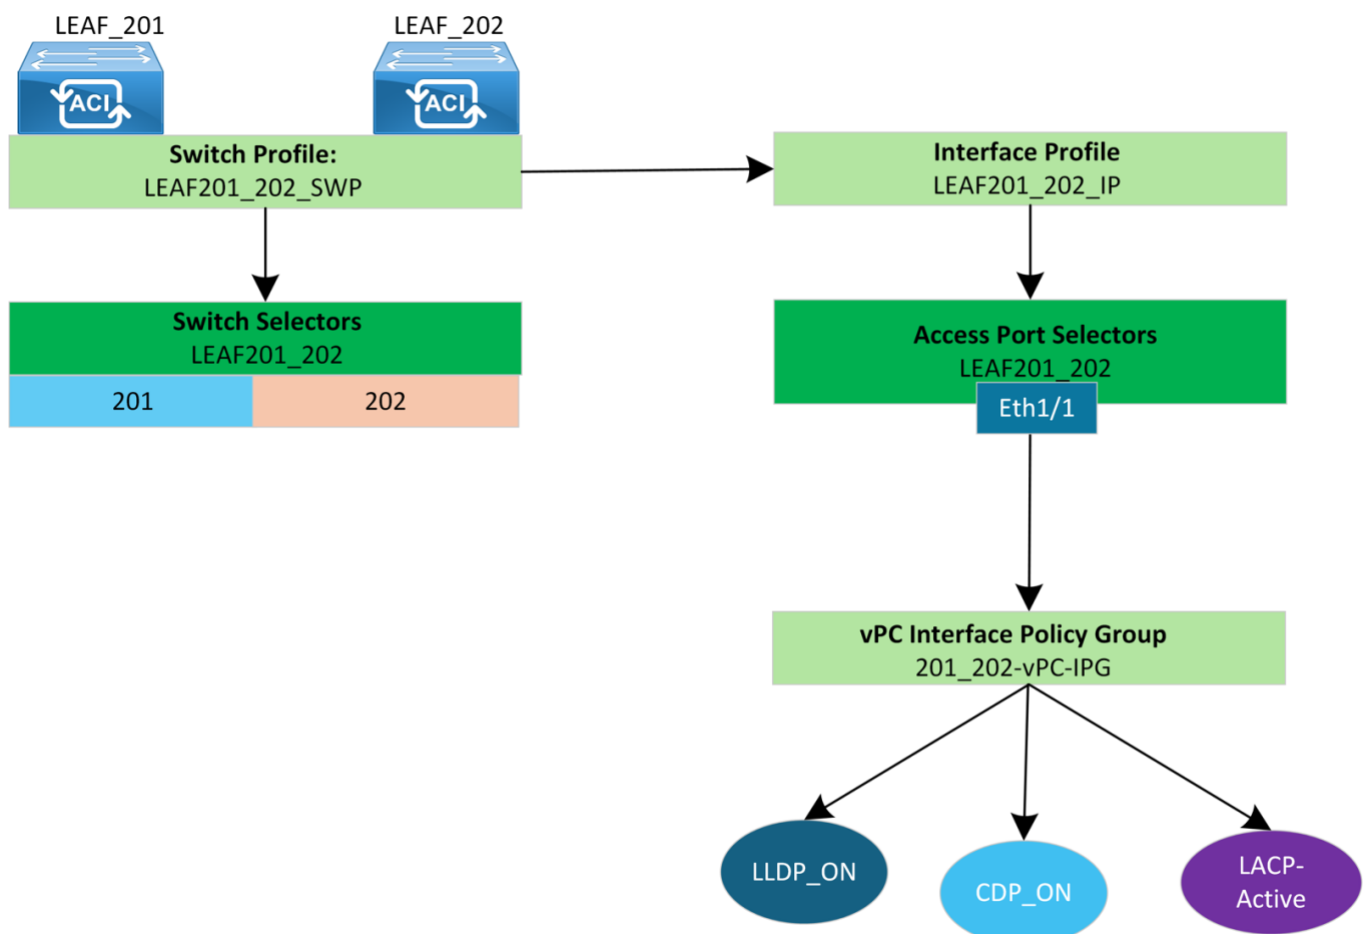 LEAF_201
LEAF_202
ACI
ACI
Switch Profile:
LEAF201_202_SWP
Interface Profile
LEAF201_202_IP
Switch Selectors
LEAF201_202
201
202
Access Port Selectors
LEAF201_202
Eth1/1
vPC Interface Policy Group
201_202-vPC-IPG
LLDP_ON
CDP_ON
LACP-
Active